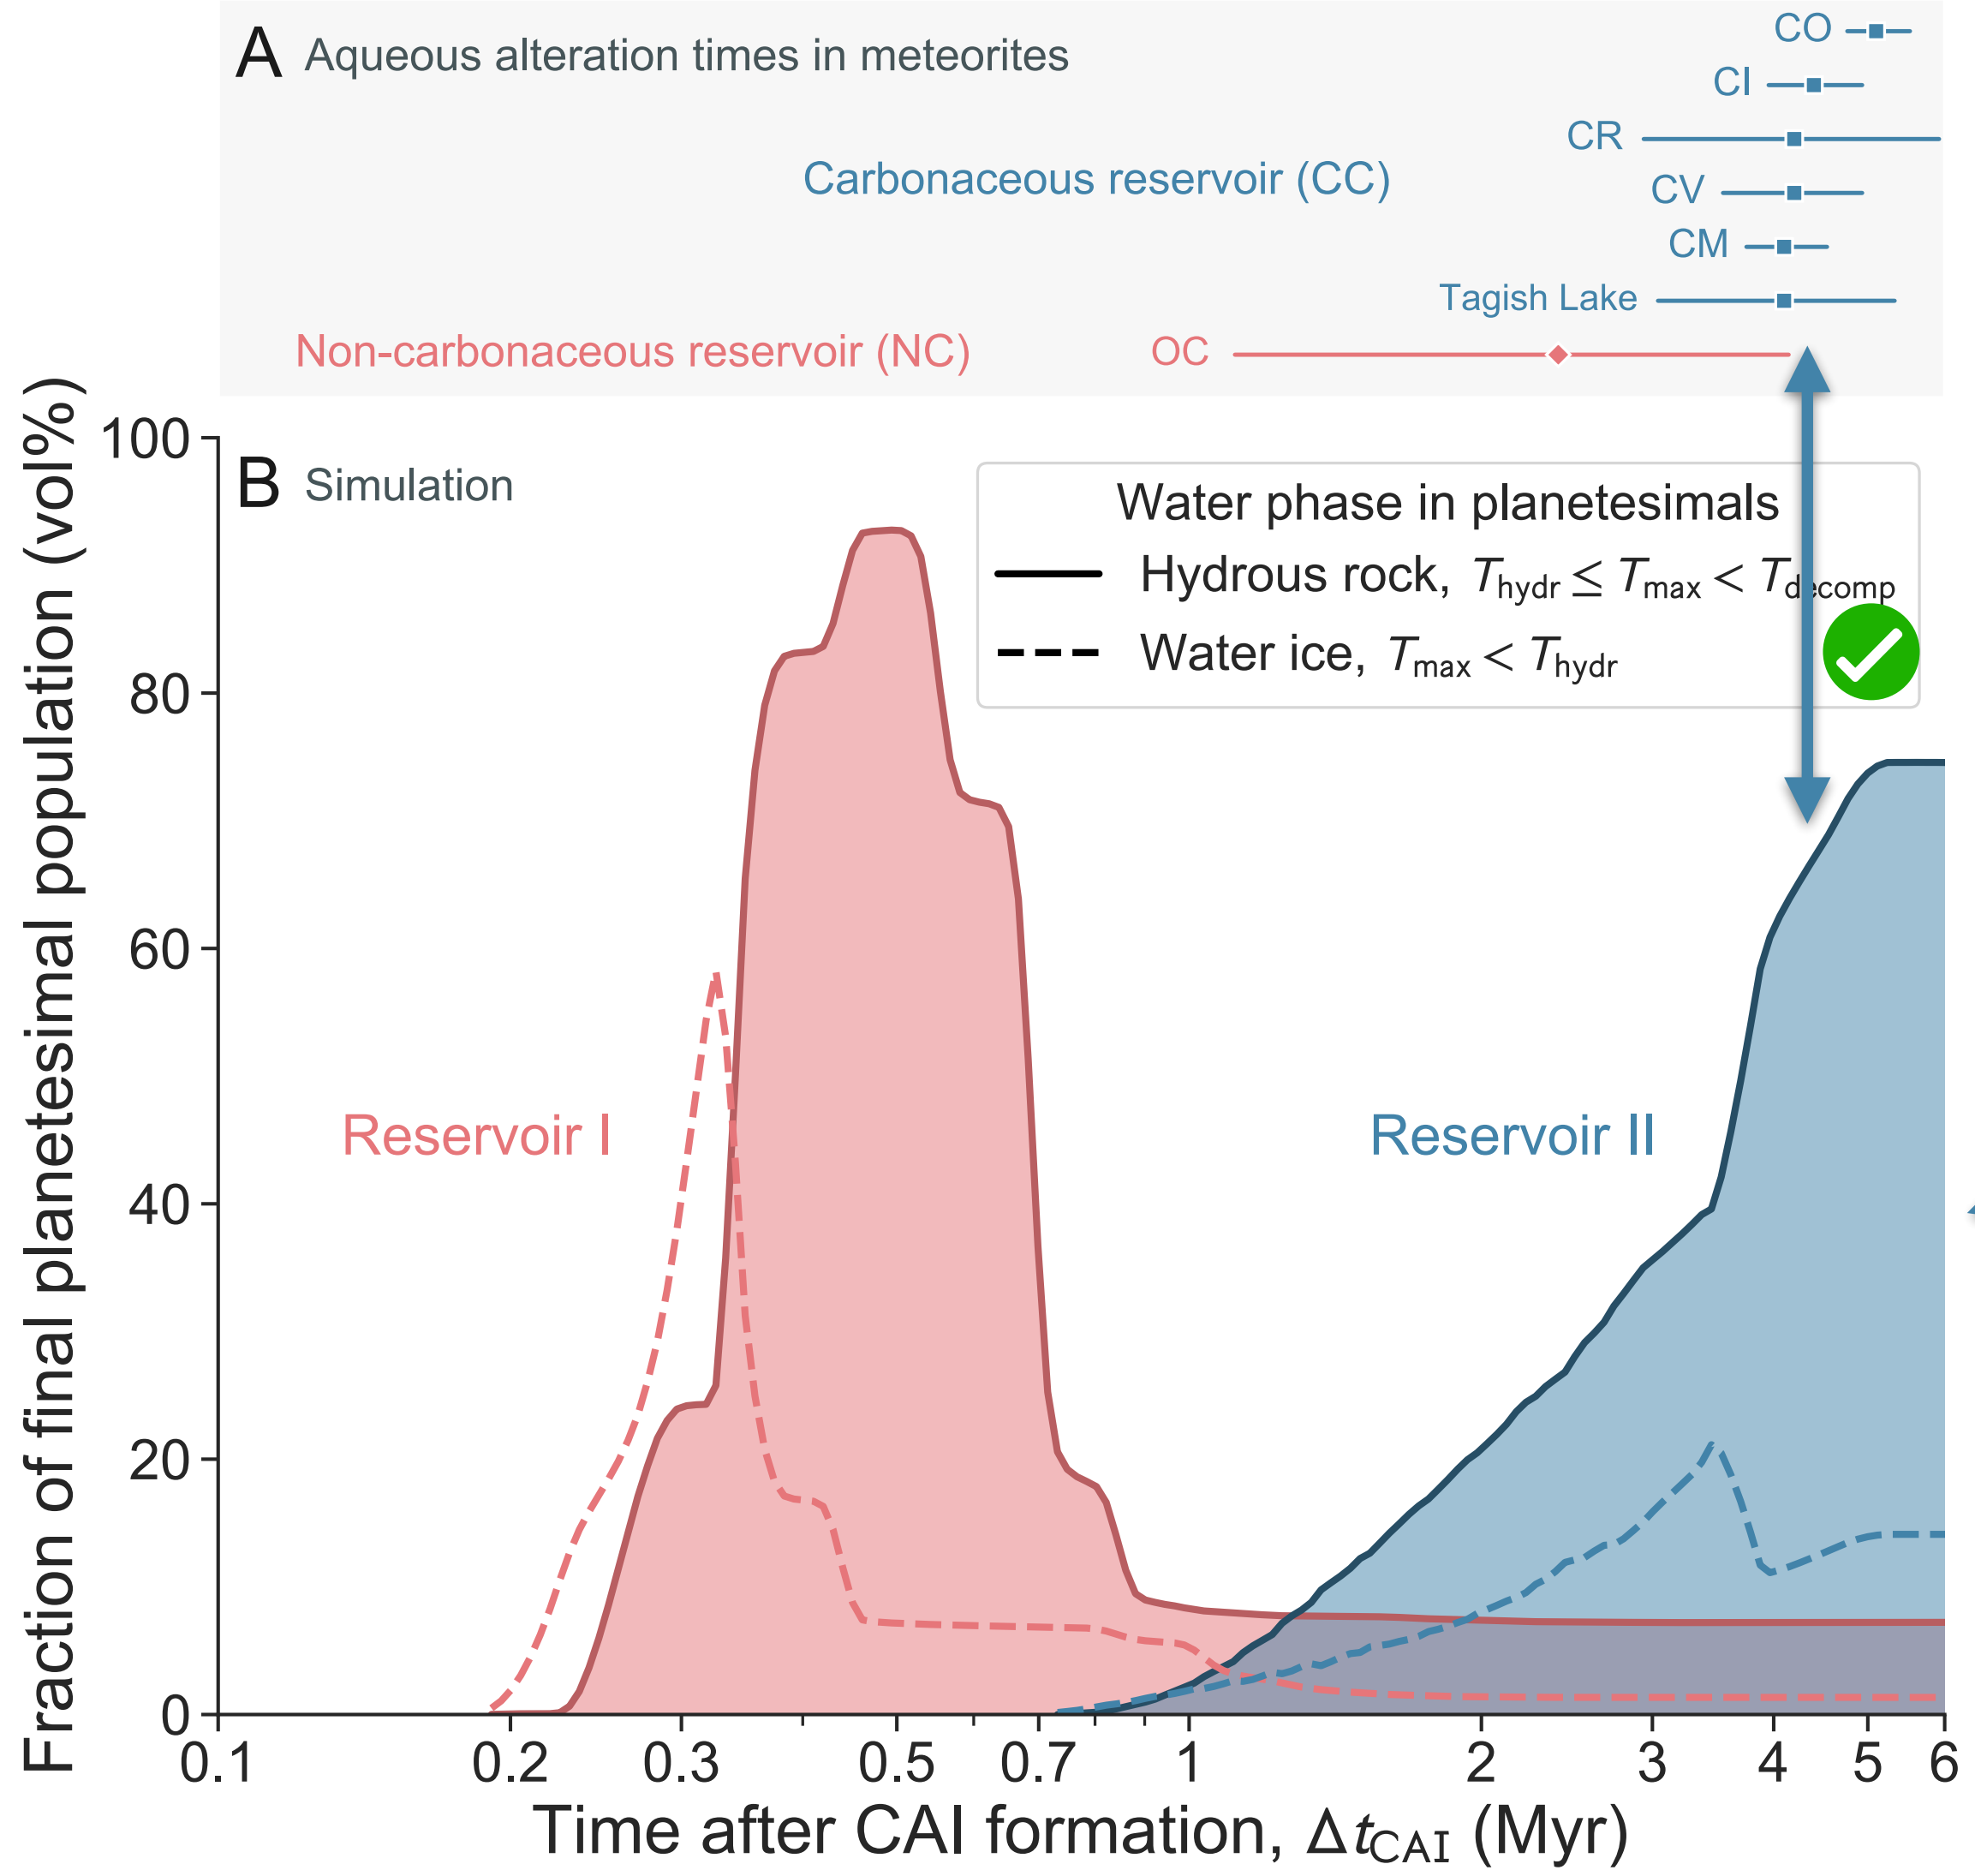 A Aqueous alteration times in meteorites
CO
CI
CR
Carbonaceous reservoir (CC)
CV
CM
Tagish Lake
Non-carbonaceous reservoir (NC)
OC
Fraction of final planetesimal population (vol%)
100
80
60
40
20
0
B Simulation
Water phase in planetesimals
Hydrous rock, T_hydr ≤ T_max < T_decomp
Water ice, T_max < T_hydr
Reservoir I
Reservoir II
0.1 0.2 0.3 0.5 0.7 1 2 3 4 5 6
Time after CAI formation, Δt_CAI (Myr)